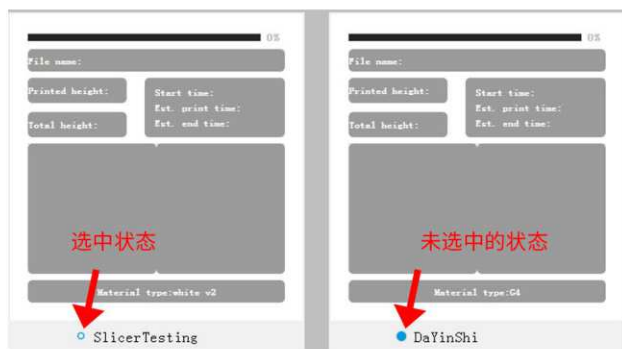 0%
File name:
Printed height:
Start time:
Est. print time:
Total height:
Est. end time:
选中状态
Material type:white v2
SlicerTesting
0%
File name:
Printed height:
Start time:
Est. print time:
Total height:
Est. end time:
未选中的状态
Material type:G4
DaYinShi